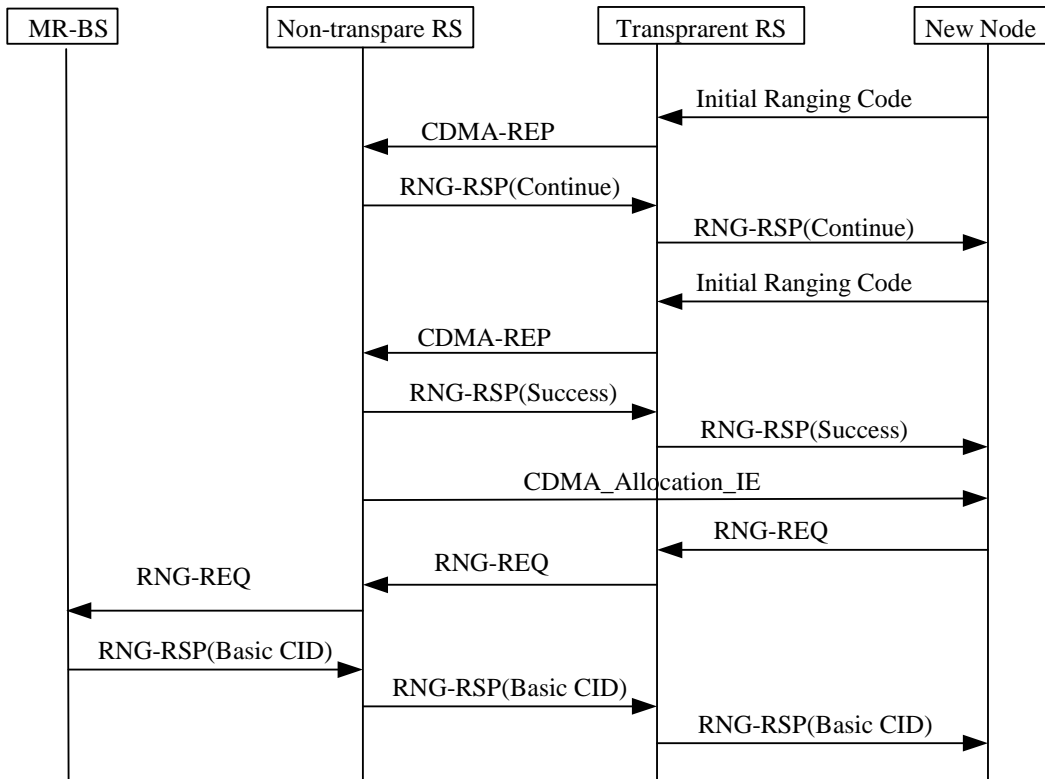 MR-BS
Non-transpare RS
Transprarent RS
New Node
Initial Ranging Code
CDMA-REP
RNG-RSP(Continue)
RNG-RSP(Continue)
Initial Ranging Code
CDMA-REP
RNG-RSP(Success)
RNG-RSP(Success)
CDMA_Allocation_IE
RNG-REQ
RNG-REQ
RNG-REQ
RNG-RSP(Basic CID)
RNG-RSP(Basic CID)
RNG-RSP(Basic CID)